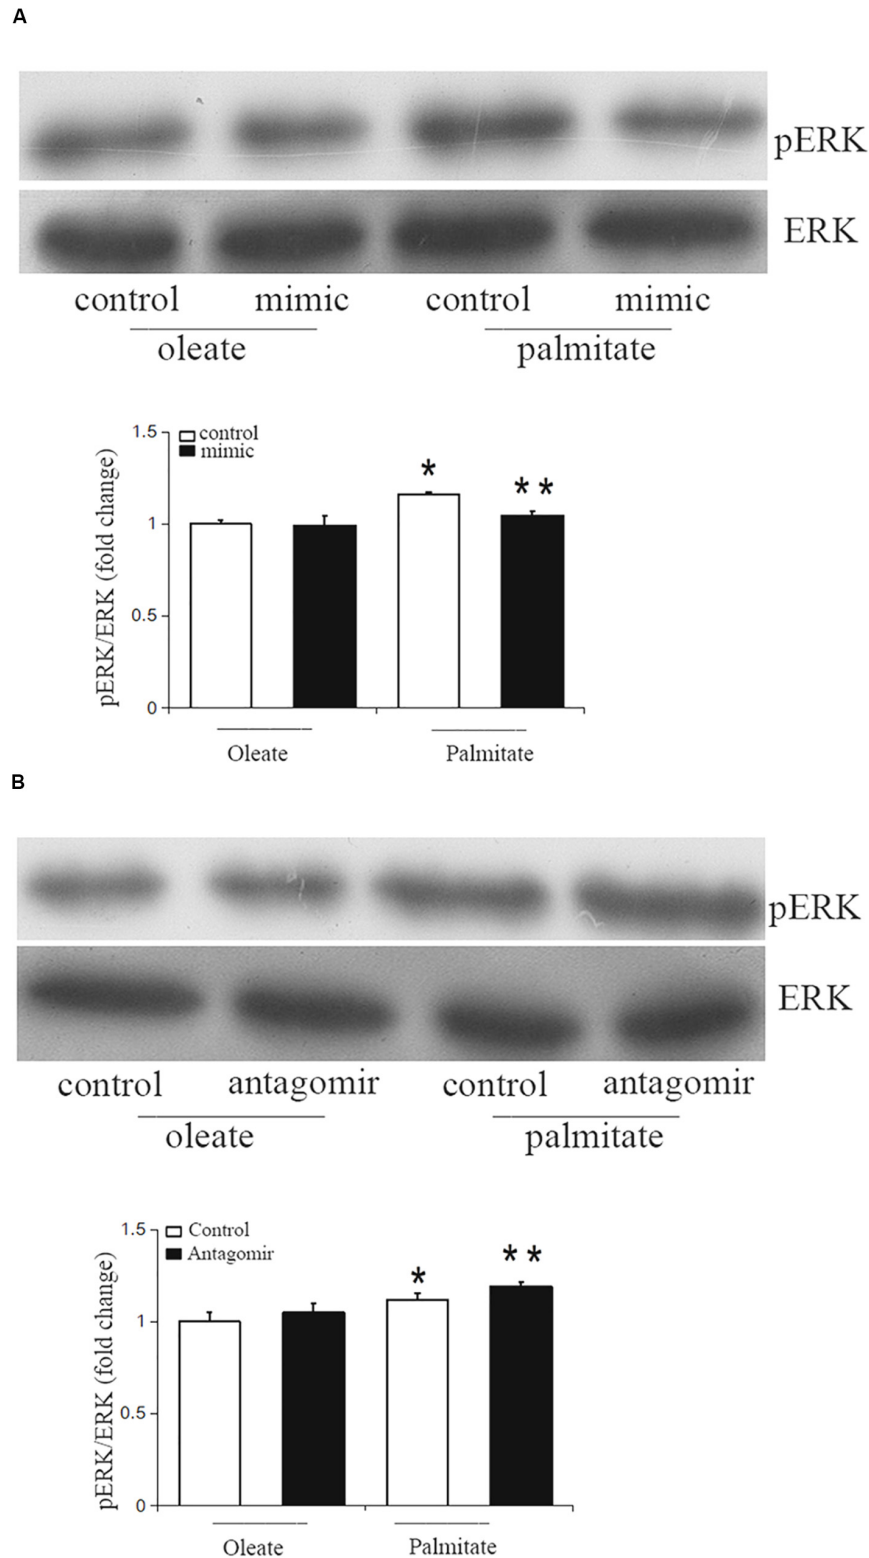 A
pERK
ERK
control mimic control mimic
oleate palmitate
1.5
control
mimic
* **
1
0.5
0
pERK/ERK (fold change)
Oleate Palmitate
B
pERK
ERK
control antagomir control antagomir
oleate palmitate
1.5
Control
Antagomir
* **
1
0.5
0
pERK/ERK (fold change)
Oleate Palmitate